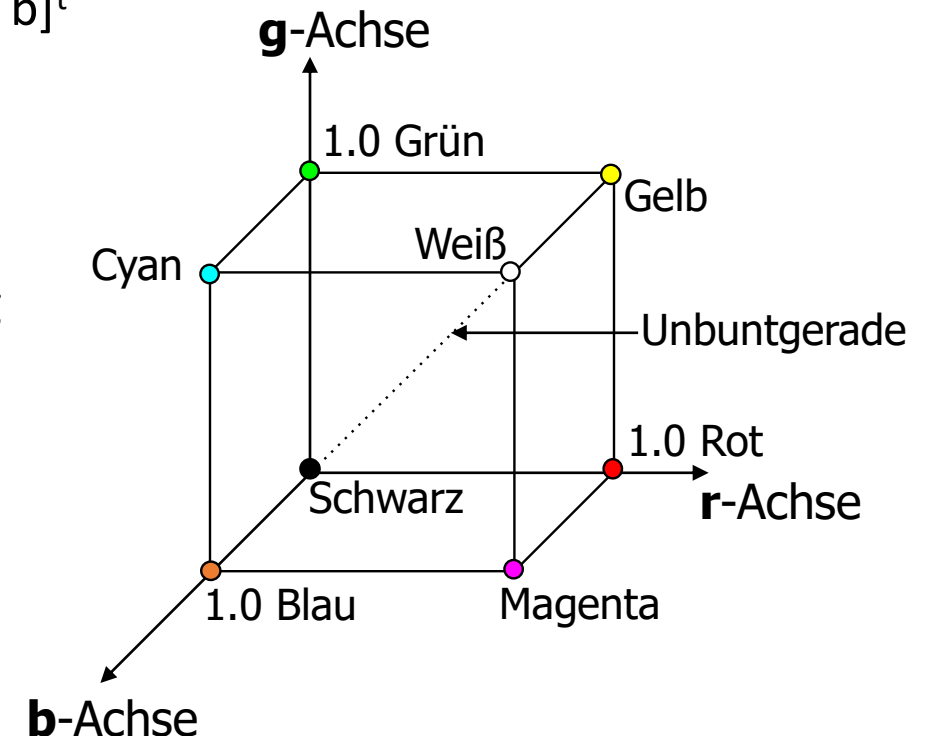 b]ᵗ
g-Achse
1.0 Grün
Gelb
Weiß
Cyan
Unbuntgerade
1.0 Rot
Schwarz
r-Achse
1.0 Blau
Magenta
b-Achse